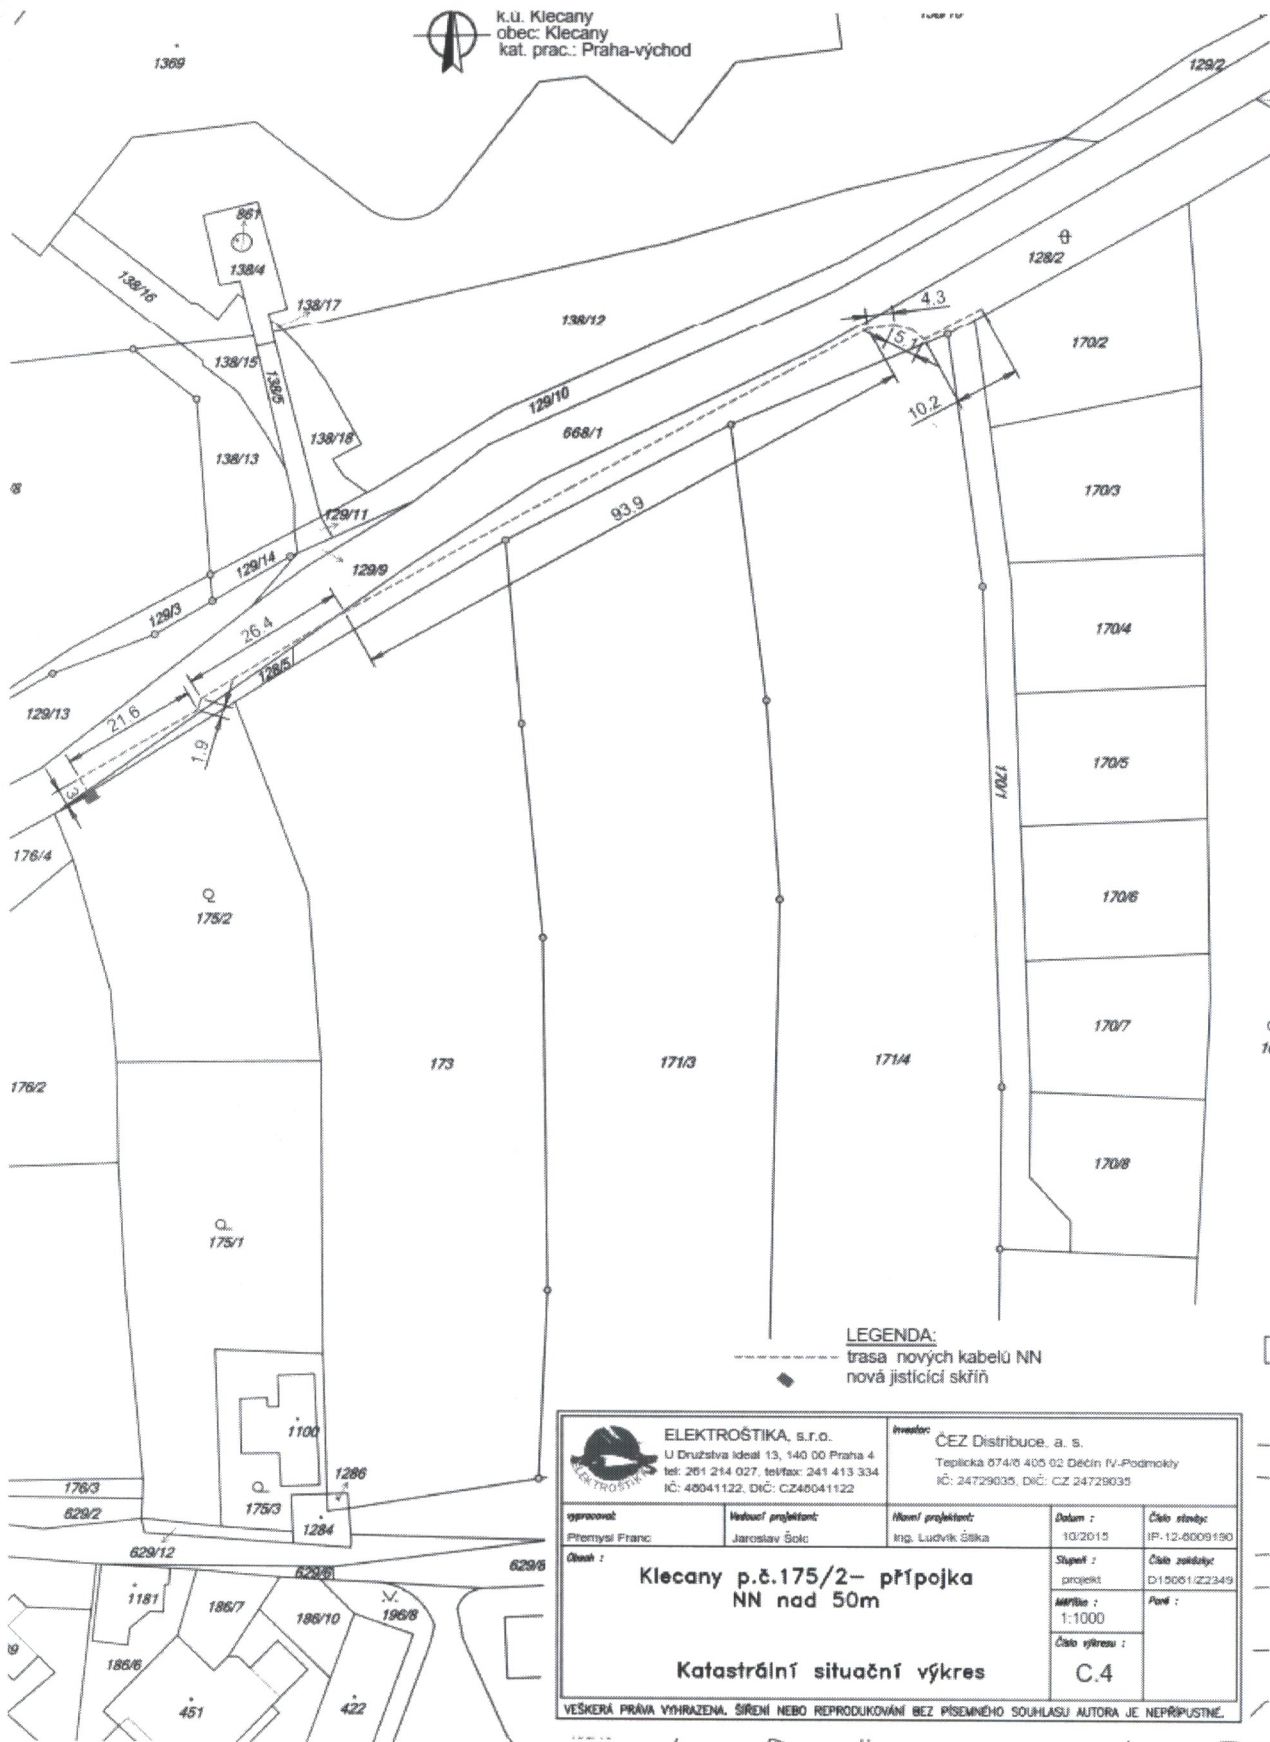 k.ú. Klecany
obec: Klecany
kat. prac.: Praha-východ
1369
129/2
861
138/4
138/16
128/2
138/17
4.3
138/12
5.1
170/2
138/15
138/5
129/10
10.2
668/1
138/18
138/13
170/3
93.9
129/11
129/14
129/9
129/3
26.4
170/4
128/5
129/13
21.6
1.9
170/5
170/1
3
176/4
170/6
175/2
170/7
173
171/3
171/4
176/2
170/8
175/1
LEGENDA:
trasa nových kabelů NN
nová jistící skříň
1100
ELEKTROŠTIKA, s.r.o.
U Družstva Ideal 13, 140 00 Praha 4
tel: 261 214 027, tel/fax: 241 413 334
IČ: 48041122, DIČ: CZ48041122
ELEKTROŠTIKA
Investor:
ČEZ Distribuce, a. s.
Teplická 874/8 405 02 Děčín IV-Podmokly
IČ: 24729035, DIČ: CZ 24729035
1286
176/3
175/3
629/2
1284
vypracoval:
Přemysl Franc
Vedoucí projektant:
Jaroslav Šolc
Hlavní projektant:
Ing. Ludvík Šilka
Datum :
10/2015
Číslo stavby:
IP-12-6009190
629/12
629/6
629/8
Obsah :
Klecany p.č.175/2– přípojka
NN nad 50m
Stupeň :
projekt
Číslo zakázky:
D15061/Z2349
1181
186/7
186/10
196/8
Měřítko :
1:1000
Paré :
186/6
Katastrální situační výkres
Číslo výkresu :
C.4
451
422
VEŠKERÁ PRÁVA VYHRAZENA. ŠÍŘENÍ NEBO REPRODUKOVÁNÍ BEZ PÍSEMNÉHO SOUHLASU AUTORA JE NEPŘÍPUSTNÉ.